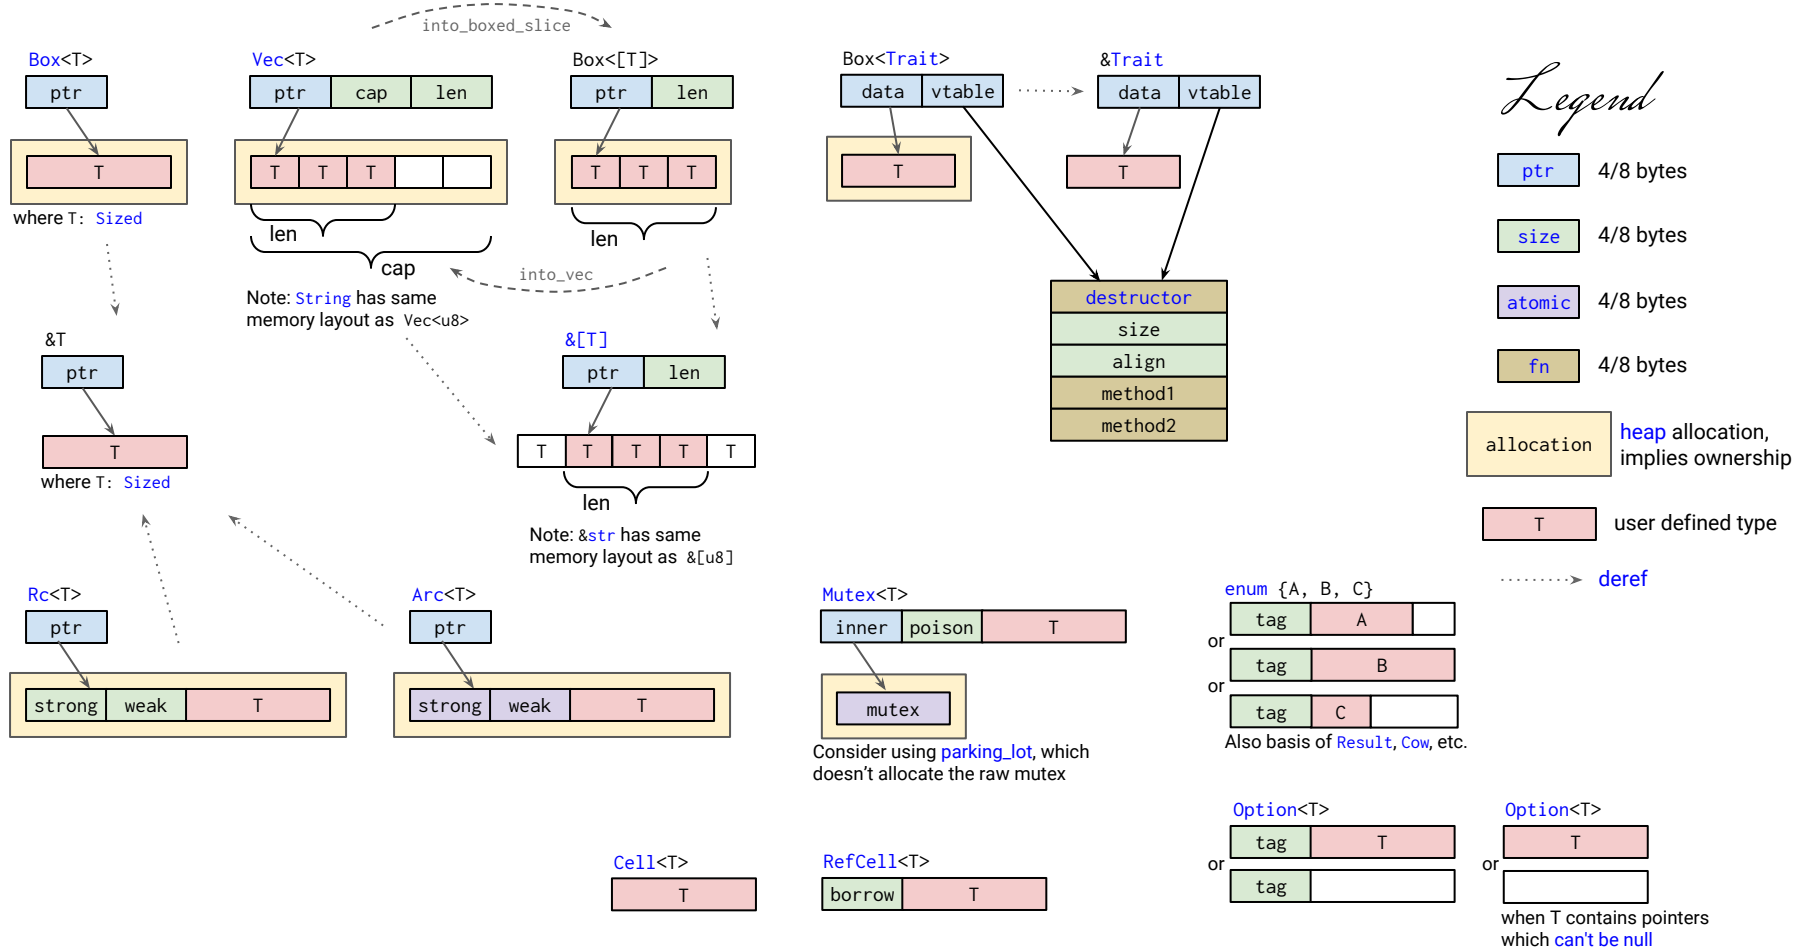 into_boxed_slice
Box<T>
ptr
T
where T: Sized
Vec<T>
ptr cap len
T T T
len
cap
Note: String has same
memory layout as Vec<u8>
Box<[T]>
ptr len
T T T
len
into_vec
Box<Trait>
data vtable
T
&Trait
data vtable
T
destructor
size
align
method1
method2
Legend
ptr 4/8 bytes
size 4/8 bytes
atomic 4/8 bytes
fn 4/8 bytes
allocation
heap allocation,
implies ownership
T user defined type
deref
&T
ptr
T
where T: Sized
&[T]
ptr len
T T T T T
len
Note: &str has same
memory layout as &[u8]
Rc<T>
ptr
strong weak T
Arc<T>
ptr
strong weak T
Mutex<T>
inner poison T
mutex
Consider using parking_lot, which
doesn’t allocate the raw mutex
enum {A, B, C}
tag A
or
tag B
or
tag C
Also basis of Result, Cow, etc.
Cell<T>
T
RefCell<T>
borrow T
Option<T>
tag T
or
tag
Option<T>
T
or
when T contains pointers
which can't be null